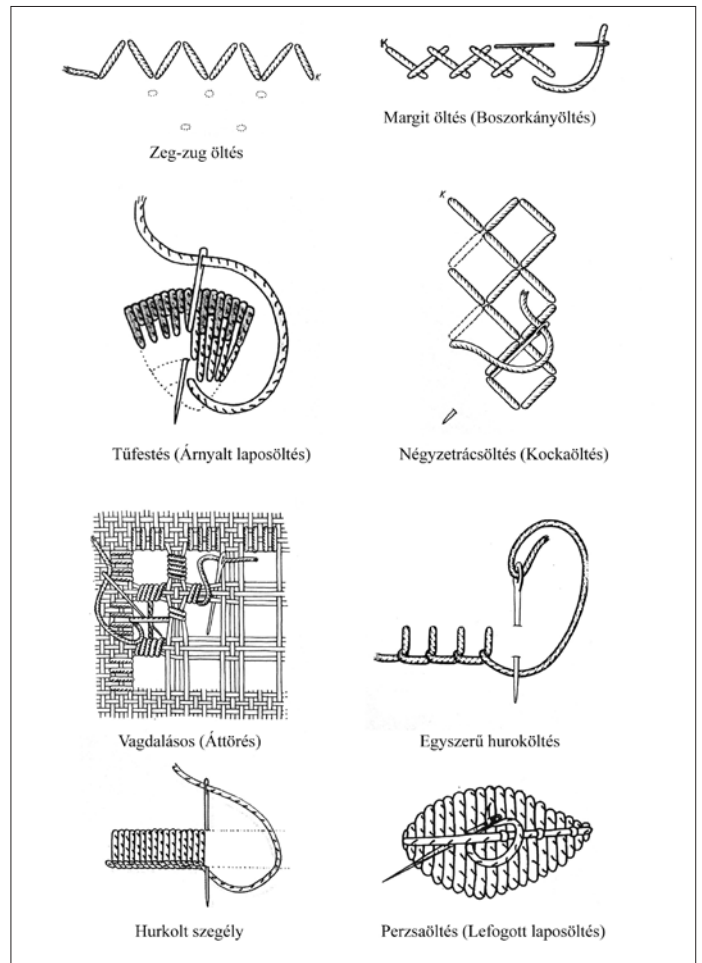 K
K
Margit öltés (Boszorkányöltés)
Zeg-zug öltés
K
Tűfestés (Árnyalt laposöltés)
Négyzetrácsöltés (Kockaöltés)
Vagdalásos (Áttörés)
Egyszerű huroköltés
Hurkolt szegély
Perzsaöltés (Lefogott laposöltés)